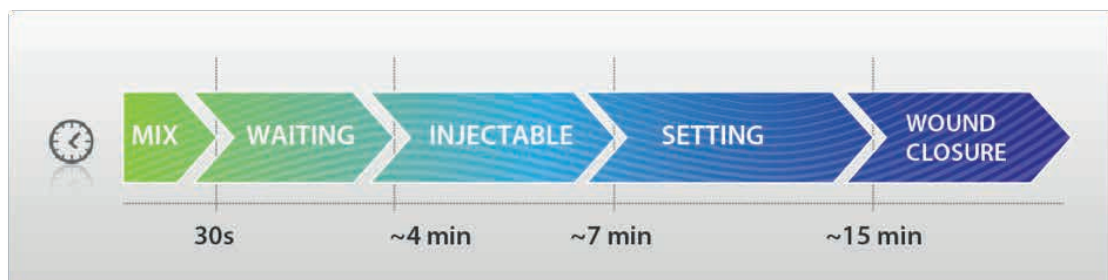 MIX
WAITING
INJECTABLE
SETTING
WOUND
CLOSURE
30s
~4 min
~7 min
~15 min